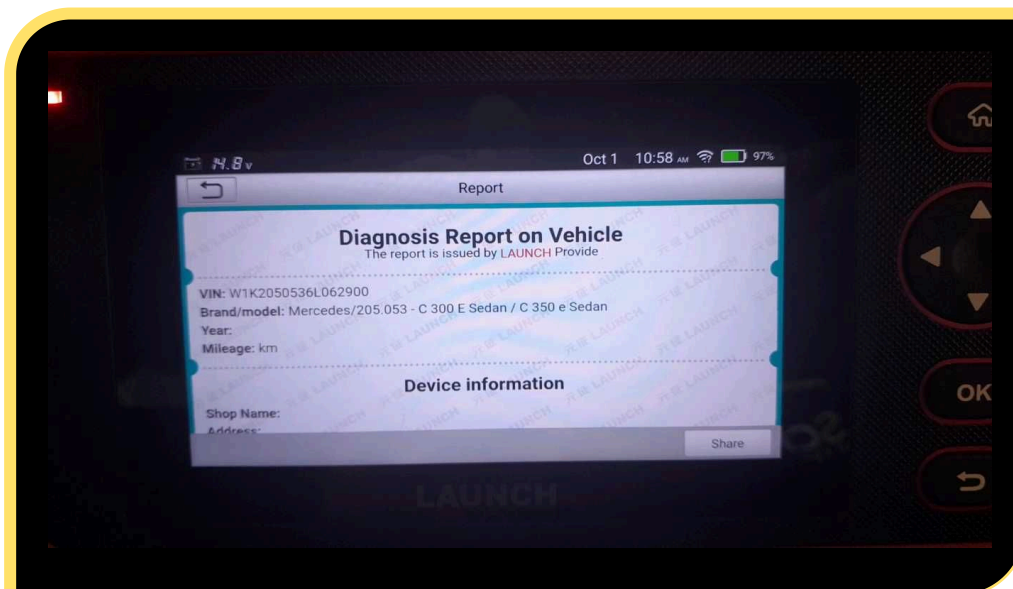 14.8 v Oct 1 10:58 AM 97%
Report
Diagnosis Report on Vehicle
The report is issued by LAUNCH Provide
VIN: W1K2050536L062900
Brand/model: Mercedes/205.053 - C 300 E Sedan / C 350 e Sedan
Year:
Mileage: km
Device information
Shop Name:
Address:
Share
OK
LAUNCH